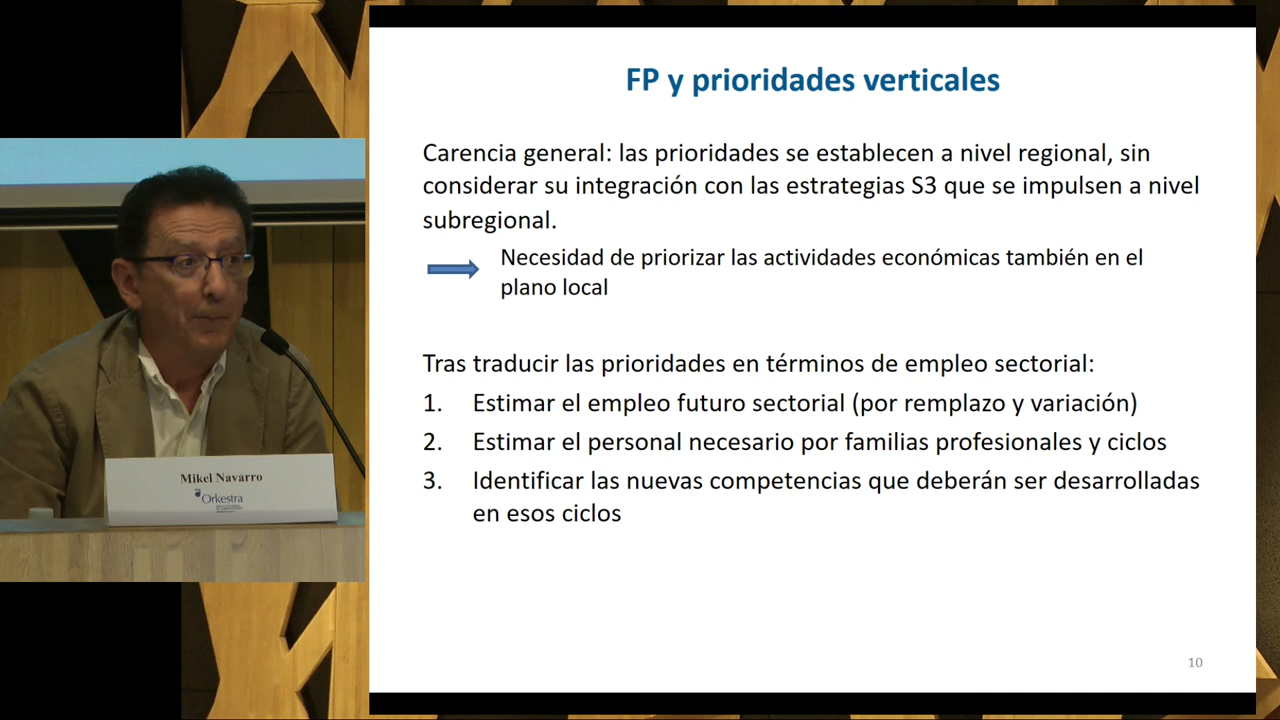 FP y prioridades verticales
Carencia general: las prioridades se establecen a nivel regional, sin
considerar su integración con las estrategias S3 que se impulsen a nivel
subregional.
Necesidad de priorizar las actividades económicas también en el
plano local
Tras traducir las prioridades en términos de empleo sectorial:
1. Estimar el empleo futuro sectorial (por remplazo y variación)
2. Estimar el personal necesario por familias profesionales y ciclos
3. Identificar las nuevas competencias que deberán ser desarrolladas
en esos ciclos
10
Mikel Navarro
Orkestra